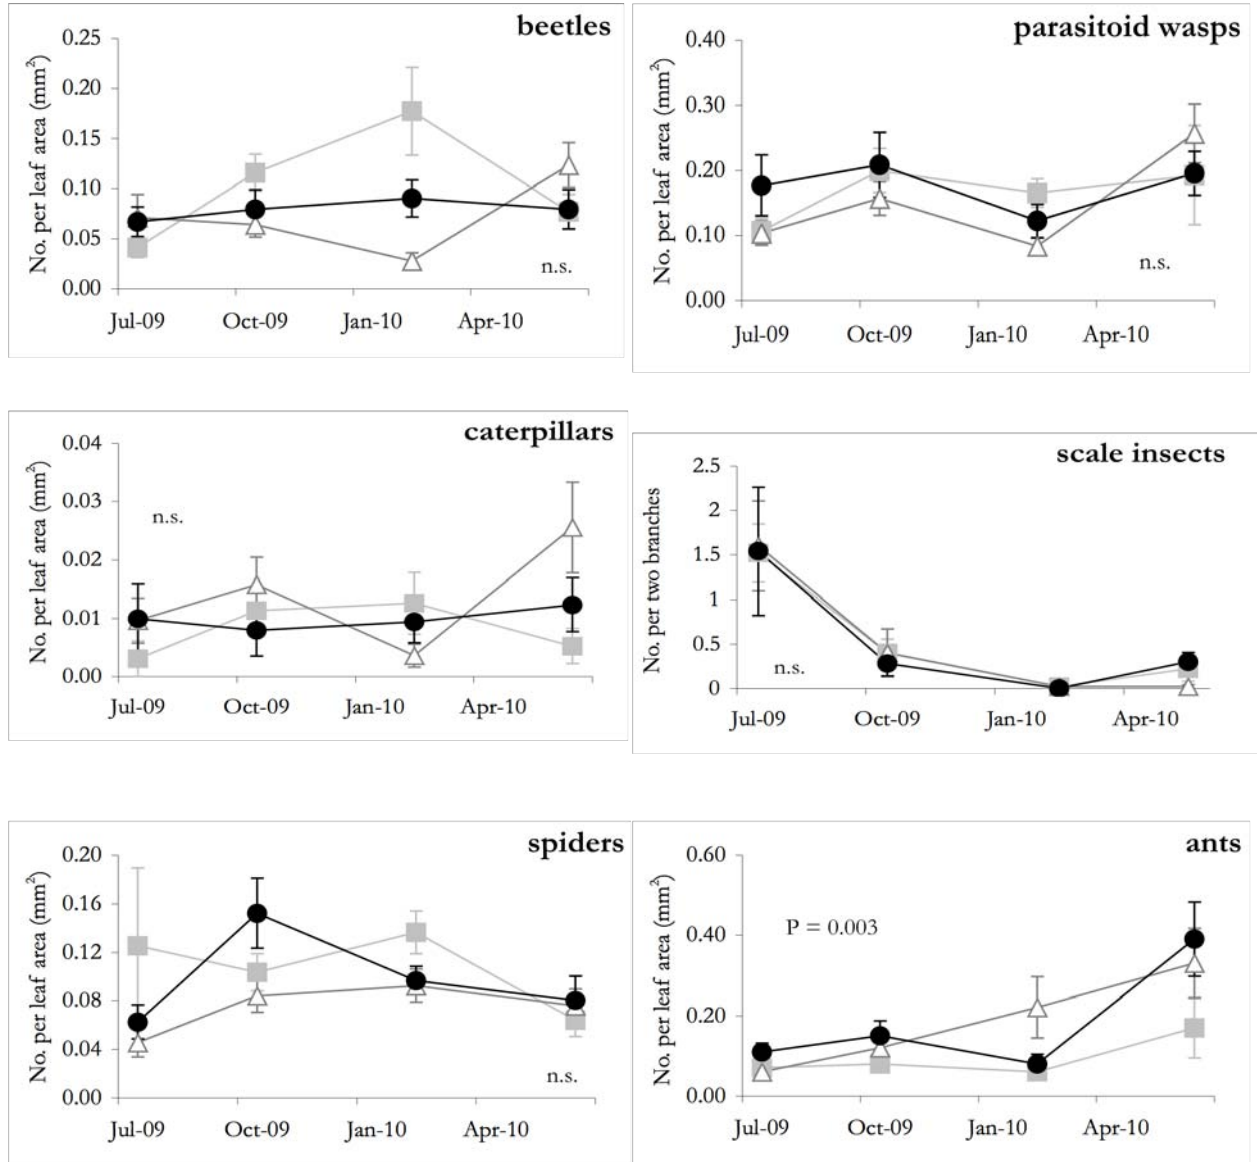 beetles
No. per leaf area (mm²)
0.25
0.20
0.15
0.10
0.05
0.00
n.s.
Jul-09 Oct-09 Jan-10 Apr-10
parasitoid wasps
No. per leaf area (mm²)
0.40
0.30
0.20
0.10
0.00
n.s.
Jul-09 Oct-09 Jan-10 Apr-10
caterpillars
No. per leaf area (mm²)
0.04
0.03
0.02
0.01
0.00
n.s.
Jul-09 Oct-09 Jan-10 Apr-10
scale insects
No. per two branches
2.5
2
1.5
1
0.5
0
n.s.
Jul-09 Oct-09 Jan-10 Apr-10
spiders
No. per leaf area (mm²)
0.20
0.16
0.12
0.08
0.04
0.00
n.s.
Jul-09 Oct-09 Jan-10 Apr-10
ants
No. per leaf area (mm²)
0.60
0.40
0.20
0.00
P = 0.003
Jul-09 Oct-09 Jan-10 Apr-10